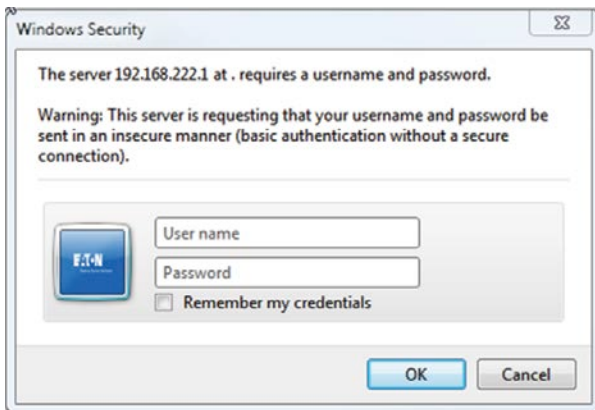 Windows Security
The server 192.168.222.1 at . requires a username and password.
Warning: This server is requesting that your username and password be
sent in an insecure manner (basic authentication without a secure
connection).
User name
EATON
Password
Remember my credentials
OK
Cancel